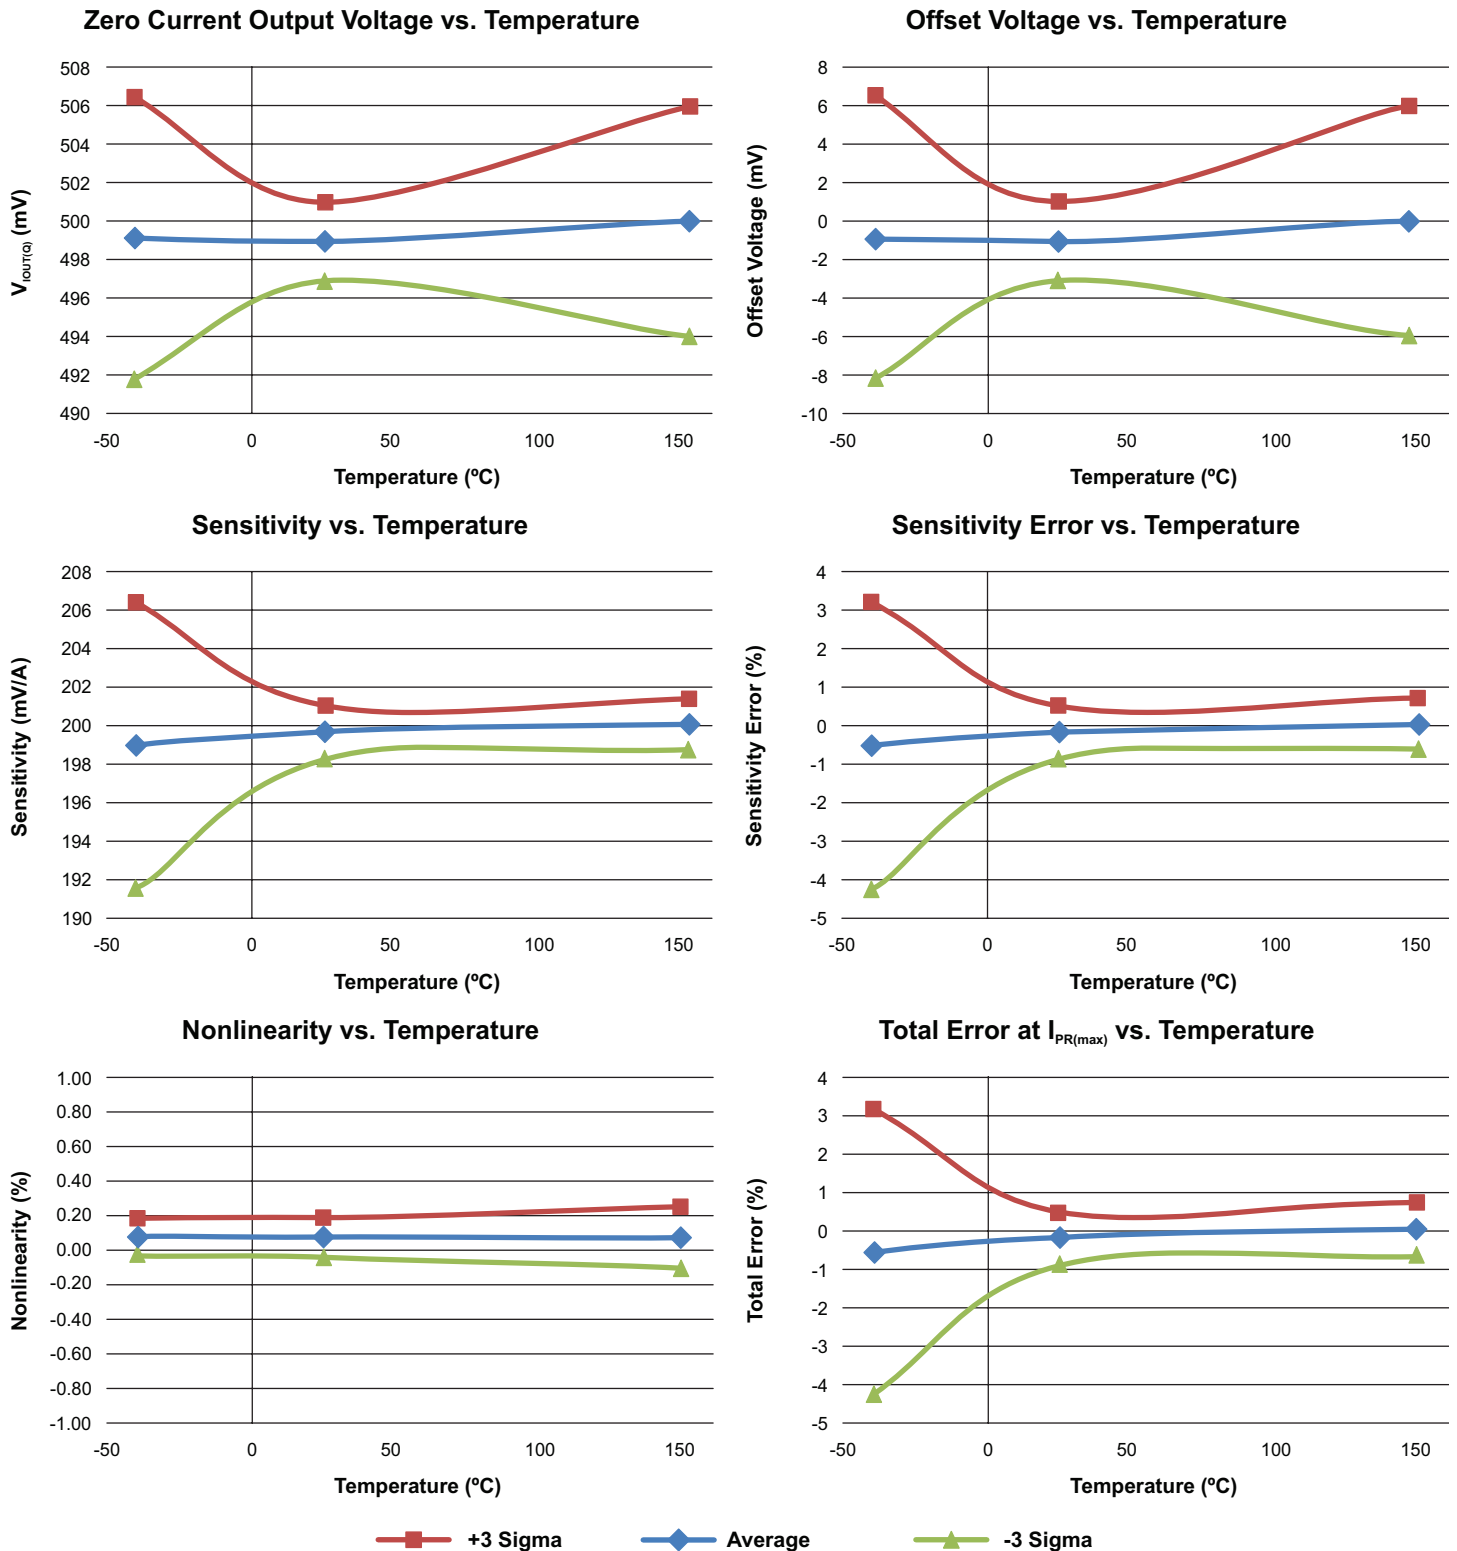 Zero Current Output Voltage vs. Temperature
508
506
504
502
500
498
496
494
492
490
-50 0 50 100 150
V_IOUT(Q) (mV)
Temperature (ºC)
Offset Voltage vs. Temperature
8
6
4
2
0
-2
-4
-6
-8
-10
-50 0 50 100 150
Offset Voltage (mV)
Temperature (ºC)
Sensitivity vs. Temperature
208
206
204
202
200
198
196
194
192
190
-50 0 50 100 150
Sensitivity (mV/A)
Temperature (ºC)
Sensitivity Error vs. Temperature
4
3
2
1
0
-1
-2
-3
-4
-5
-50 0 50 100 150
Sensitivity Error (%)
Temperature (ºC)
Nonlinearity vs. Temperature
1.00
0.80
0.60
0.40
0.20
0.00
-0.20
-0.40
-0.60
-0.80
-1.00
-50 0 50 100 150
Nonlinearity (%)
Temperature (ºC)
Total Error at I_PR(max) vs. Temperature
4
3
2
1
0
-1
-2
-3
-4
-5
-50 0 50 100 150
Total Error (%)
Temperature (ºC)
+3 Sigma Average -3 Sigma